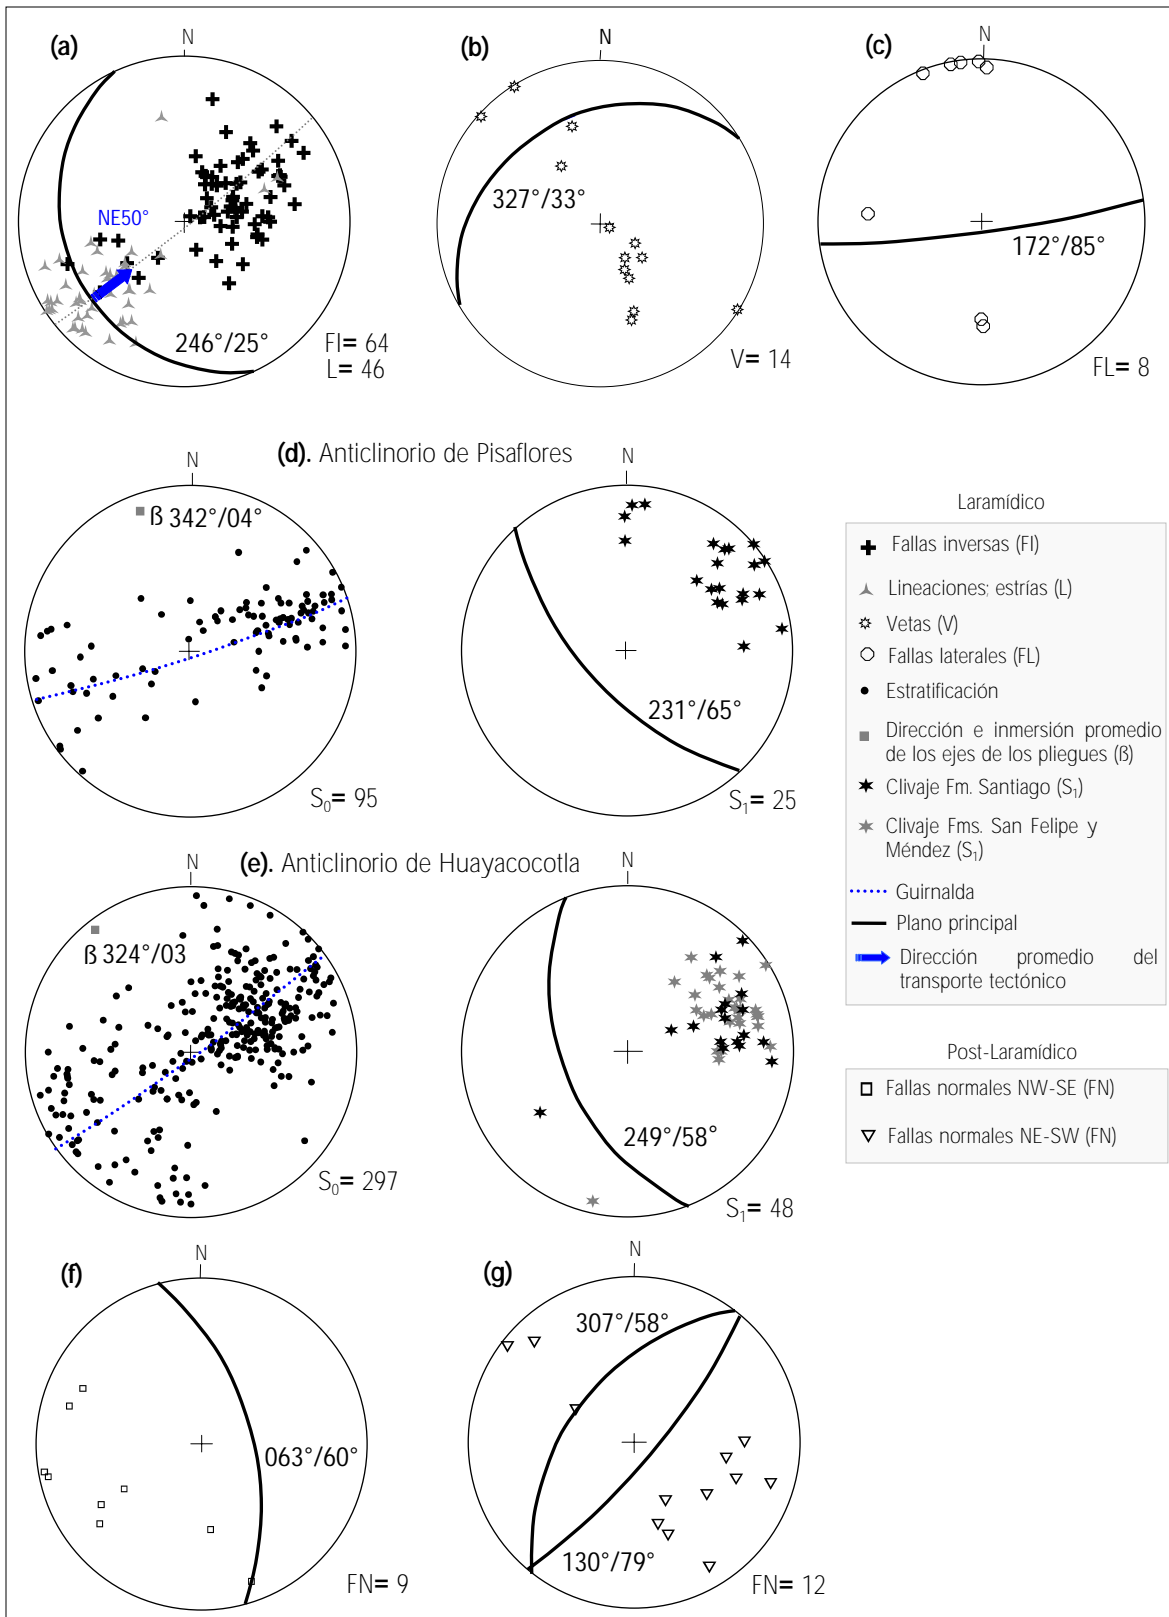 (a)
N
NE50°
246°/25°
FI= 64
L= 46
(b)
N
327°/33°
V= 14
(c)
N
172°/85°
FL= 8
(d). Anticlinorio de Pisaflores
N
ß 342°/04°
S₀= 95
N
231°/65°
S₁= 25
(e). Anticlinorio de Huayacocotla
N
ß 324°/03
S₀= 297
N
249°/58°
S₁= 48
(f)
N
063°/60°
FN= 9
(g)
N
307°/58°
130°/79°
FN= 12
Laramídico
Fallas inversas (FI)
Lineaciones; estrías (L)
Vetas (V)
Fallas laterales (FL)
Estratificación
Dirección e inmersión promedio
de los ejes de los pliegues (ß)
Clivaje Fm. Santiago (S₁)
Clivaje Fms. San Felipe y
Méndez (S₁)
Guirnalda
Plano principal
Dirección promedio del
transporte tectónico
Post-Laramídico
Fallas normales NW-SE (FN)
Fallas normales NE-SW (FN)